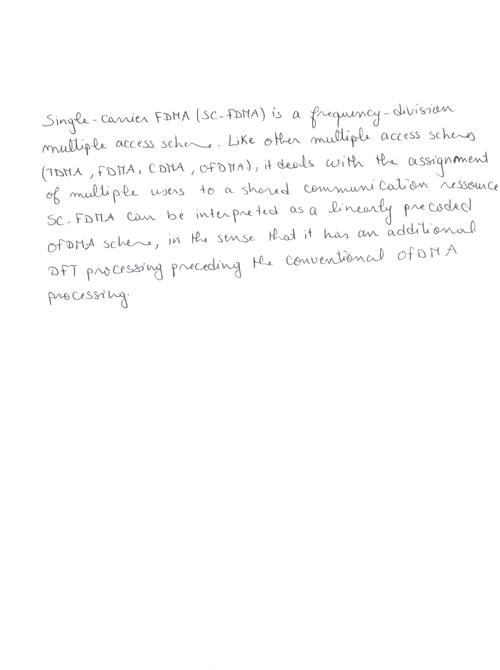 Single-carrier FDMA (SC-FDMA) is a frequency-division
multiple access scheme. Like other multiple access schemes
(TDMA, FDMA, CDMA, OFDMA), it deals with the assignment
of multiple users to a shared communication ressource
SC-FDMA can be interpreted as a linearly precoded
OFDMA scheme, in the sense that it has an additional
DFT processing preceding the conventional OFDMA
processing.